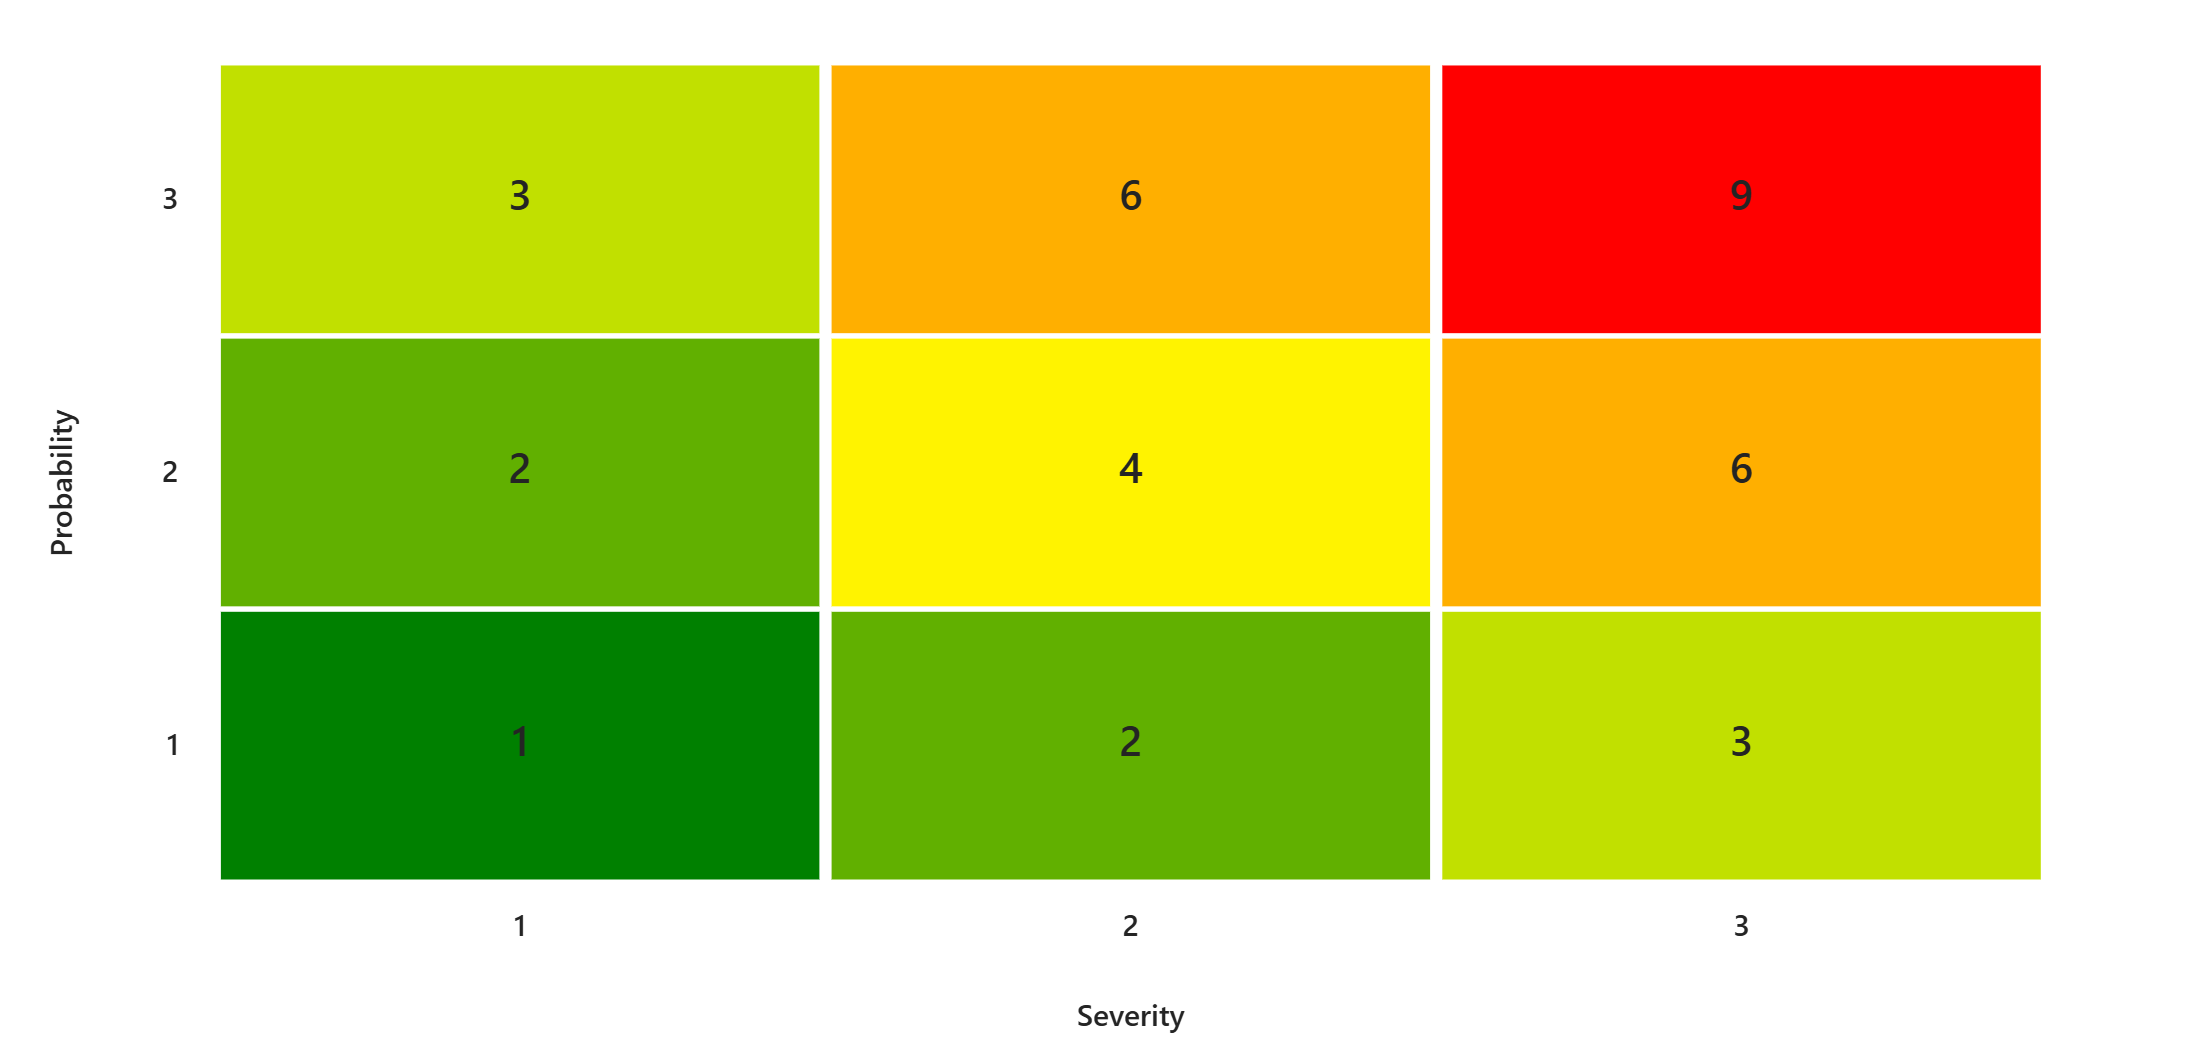 3 3 6 9
Probability
2 2 4 6
1 1 2 3
1 2 3
Severity